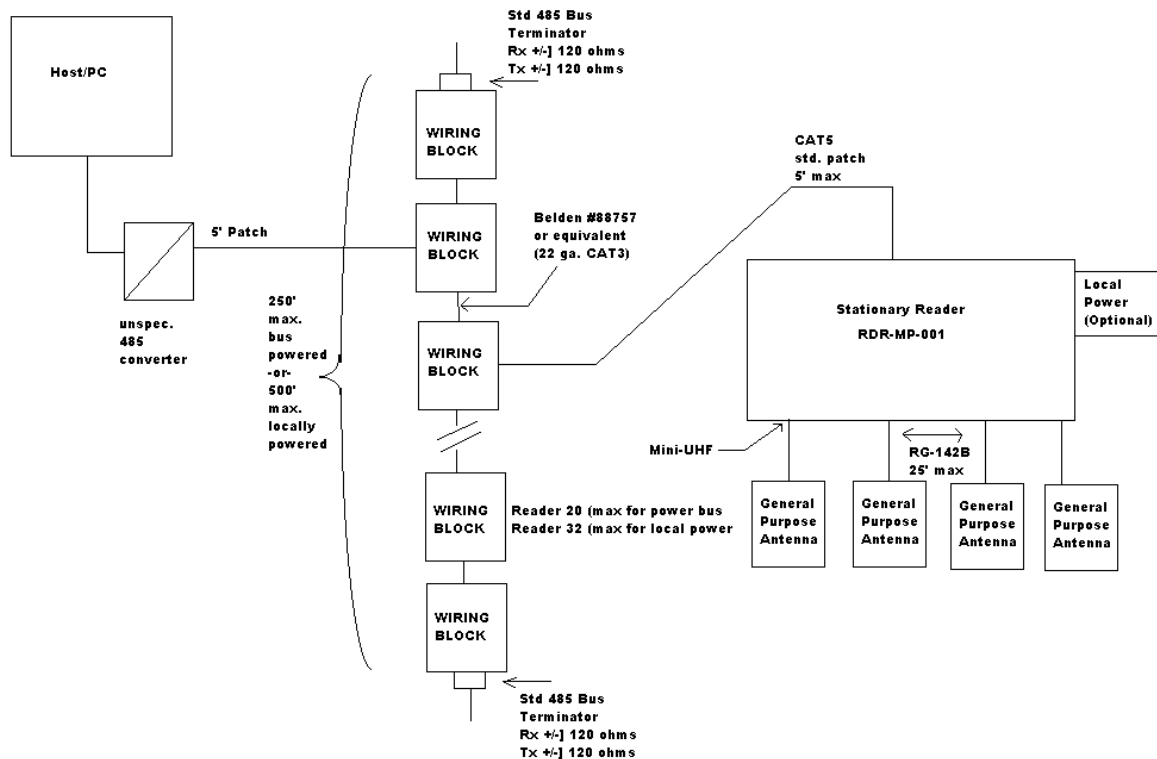 Host/PC
Std 485 Bus
Terminator
Rx +/-] 120 ohms
Tx +/-] 120 ohms
WIRING
BLOCK
CAT5
std. patch
5' max
5' Patch
WIRING
BLOCK
Belden #88757
or equivalent
(22 ga. CAT3)
unspec.
485
converter
250'
max.
bus
powered
-or-
500'
max.
locally
powered
WIRING
BLOCK
Stationary Reader
RDR-MP-001
Local
Power
(Optional)
Mini-UHF
RG-142B
25' max
WIRING
BLOCK
Reader 20 (max for power bus
Reader 32 (max for local power
General
Purpose
Antenna
General
Purpose
Antenna
General
Purpose
Antenna
General
Purpose
Antenna
WIRING
BLOCK
Std 485 Bus
Terminator
Rx +/-] 120 ohms
Tx +/-] 120 ohms